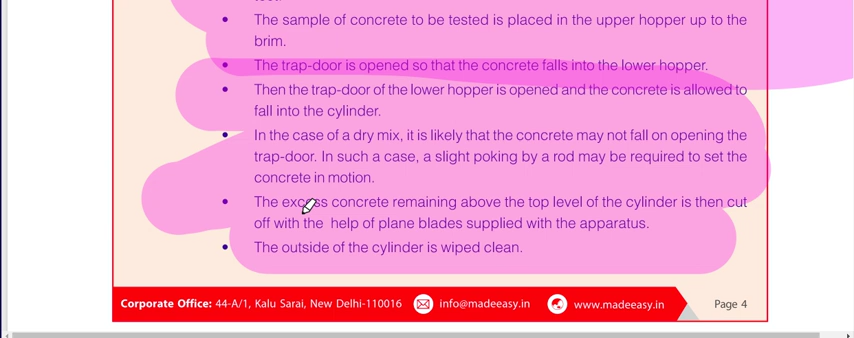 • The sample of concrete to be tested is placed in the upper hopper up to the
brim.
• The trap-door is opened so that the concrete falls into the lower hopper.
• Then the trap-door of the lower hopper is opened and the concrete is allowed to
fall into the cylinder.
• In the case of a dry mix, it is likely that the concrete may not fall on opening the
trap-door. In such a case, a slight poking by a rod may be required to set the
concrete in motion.
• The excess concrete remaining above the top level of the cylinder is then cut
off with the help of plane blades supplied with the apparatus.
• The outside of the cylinder is wiped clean.
Corporate Office: 44-A/1, Kalu Sarai, New Delhi-110016 info@madeeasy.in www.madeeasy.in Page 4